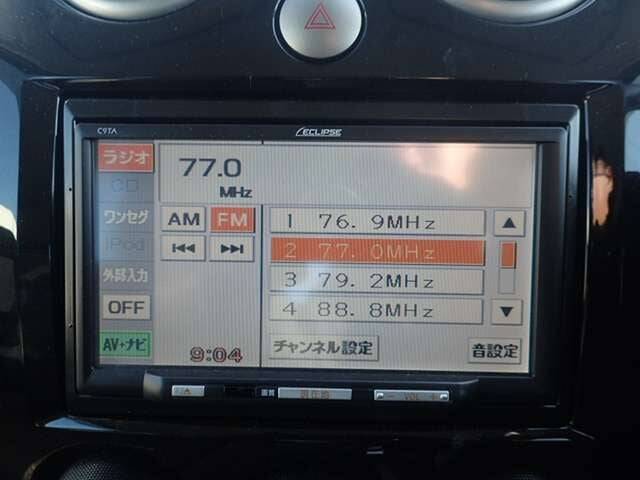 C9TA
ECLIPSE
ラジオ
77.0
MHz
CD
ワンセグ
AM FM
1 76.9MHz
iPod
2 77.0MHz
外部入力
3 79.2MHz
OFF
4 88.8MHz
AV+ナビ
9:04
チャンネル設定
音設定
- VOL +